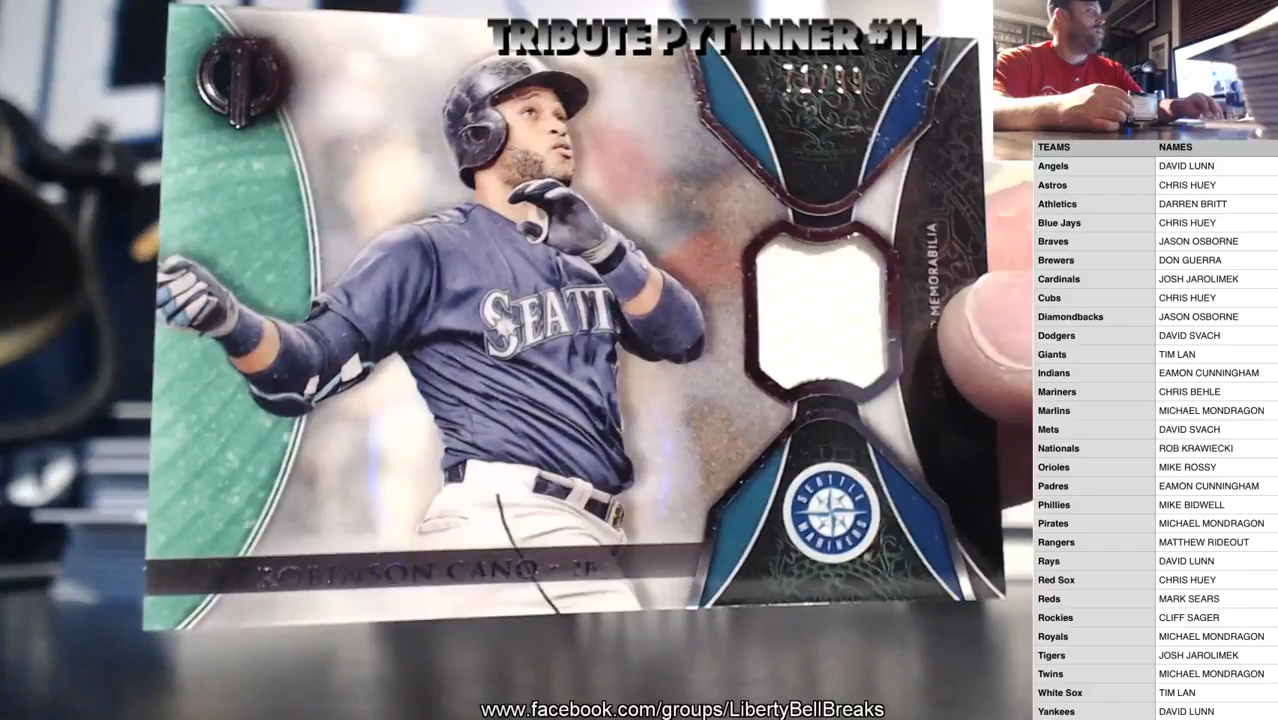 TRIBUTE PYT INNER #11
71/99
MEMORABILIA
SEATT
SEATTLE
MARINERS
ROBINSON CANO - 2B
www.facebook.com/groups/LibertyBellBreaks
TEAMS NAMES
Angels DAVID LUNN
Astros CHRIS HUEY
Athletics DARREN BRITT
Blue Jays CHRIS HUEY
Braves JASON OSBORNE
Brewers DON GUERRA
Cardinals JOSH JAROLIMEK
Cubs CHRIS HUEY
Diamondbacks JASON OSBORNE
Dodgers DAVID SVACH
Giants TIM LAN
Indians EAMON CUNNINGHAM
Mariners CHRIS BEHLE
Marlins MICHAEL MONDRAGON
Mets DAVID SVACH
Nationals ROB KRAWIECKI
Orioles MIKE ROSSY
Padres EAMON CUNNINGHAM
Phillies MIKE BIDWELL
Pirates MICHAEL MONDRAGON
Rangers MATTHEW RIDEOUT
Rays DAVID LUNN
Red Sox CHRIS HUEY
Reds MARK SEARS
Rockies CLIFF SAGER
Royals MICHAEL MONDRAGON
Tigers JOSH JAROLIMEK
Twins MICHAEL MONDRAGON
White Sox TIM LAN
Yankees DAVID LUNN